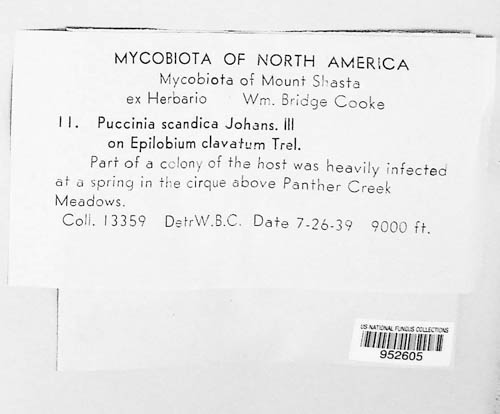 MYCOBIOTA OF NORTH AMERICA
Mycobiota of Mount Shasta
ex Herbario Wm. Bridge Cooke
11. Puccinia scandica Johans. III
on Epilobium clavatum Trel.
Part of a colony of the host was heavily infected
at a spring in the cirque above Panther Creek
Meadows.
Coll. 13359 Detr W.B.C. Date 7-26-39 9000 ft.
US NATIONAL FUNGUS COLLECTIONS
952605